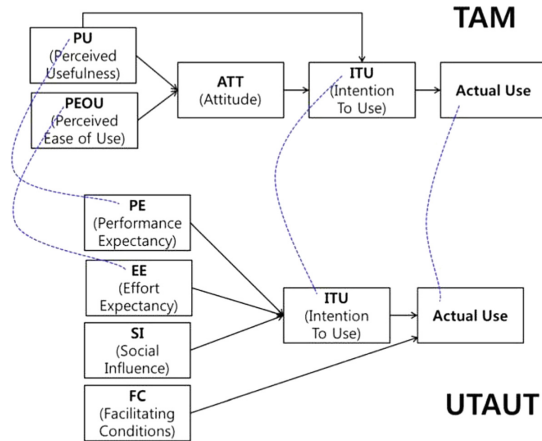 TAM
PU
(Perceived
Usefulness)
PEOU
(Perceived
Ease of Use)
ATT
(Attitude)
ITU
(Intention
To Use)
Actual Use
PE
(Performance
Expectancy)
EE
(Effort
Expectancy)
SI
(Social
Influence)
FC
(Facilitating
Conditions)
ITU
(Intention
To Use)
Actual Use
UTAUT